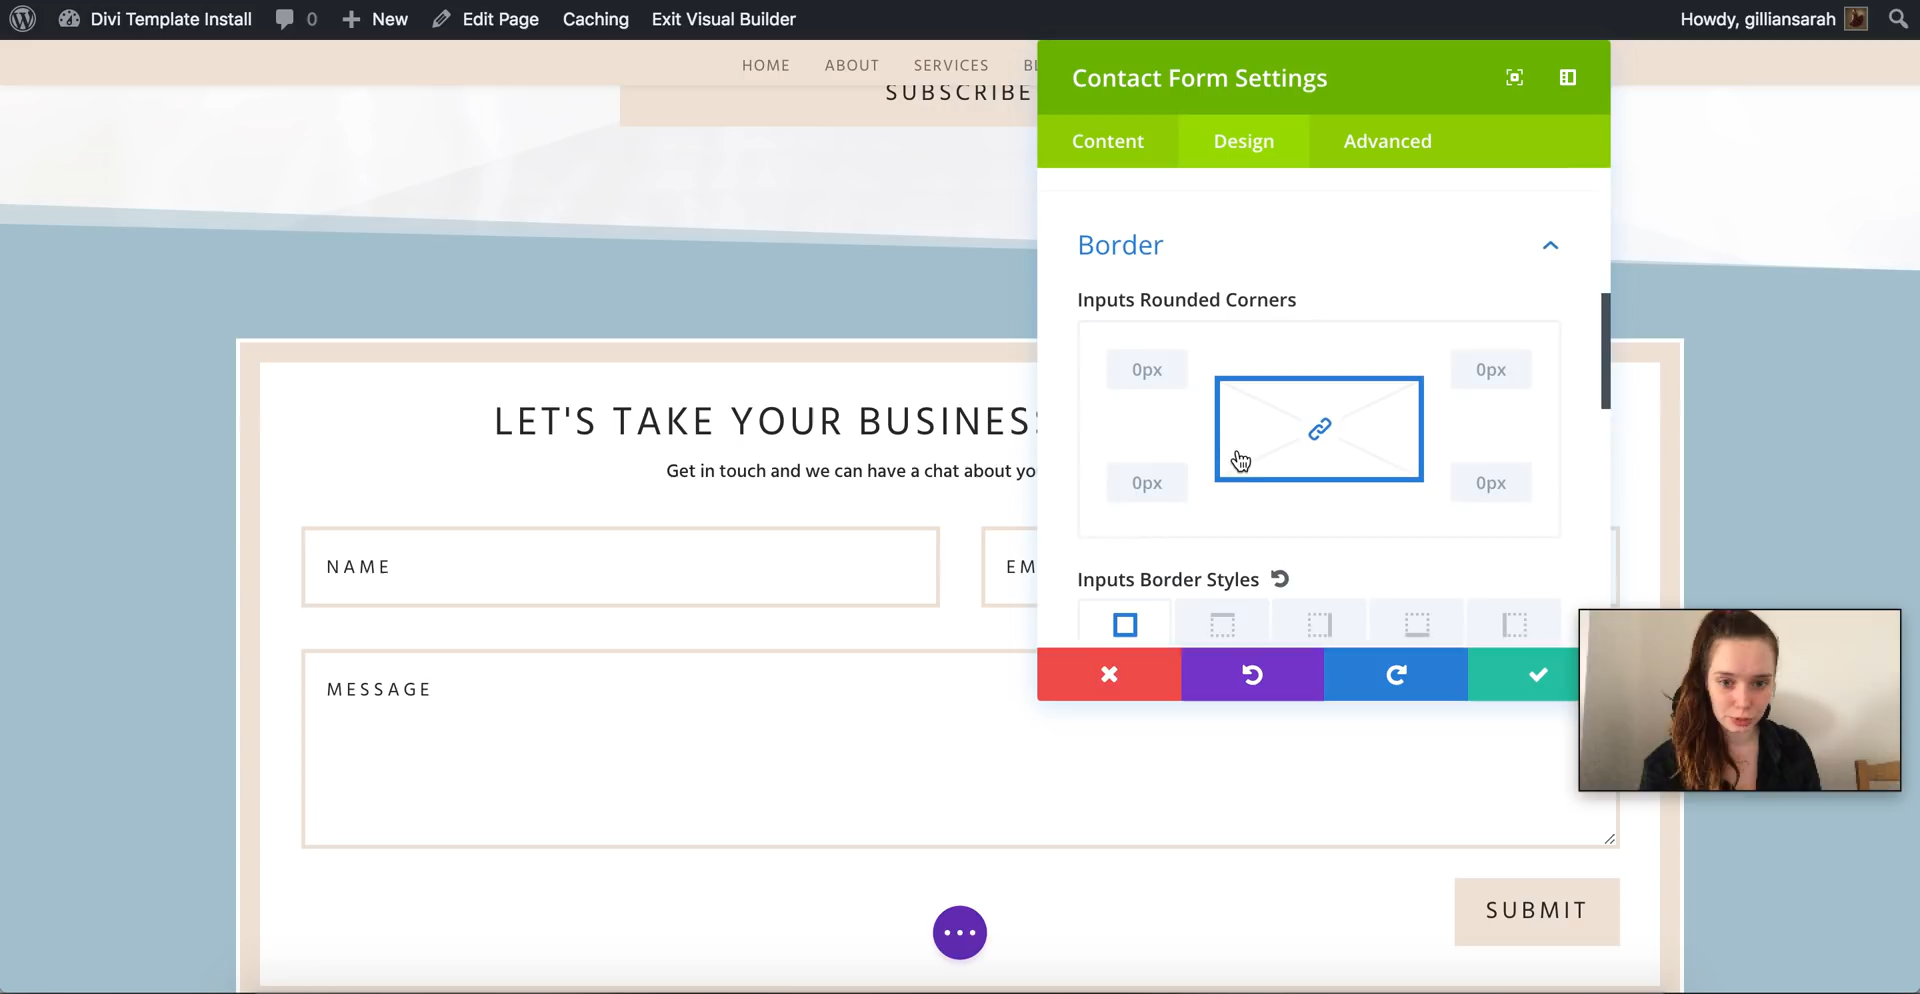 Divi Template Install
0
New
Edit Page
Caching
Exit Visual Builder
Howdy, gilliansarah
HOME
ABOUT
SERVICES
SUBSCRIBE
Contact Form Settings
Content
Design
Advanced
Border
Inputs Rounded Corners
0px
0px
0px
0px
Inputs Border Styles
LET'S TAKE YOUR BUSINESS
Get in touch and we can have a chat about yo
NAME
EM
MESSAGE
SUBMIT